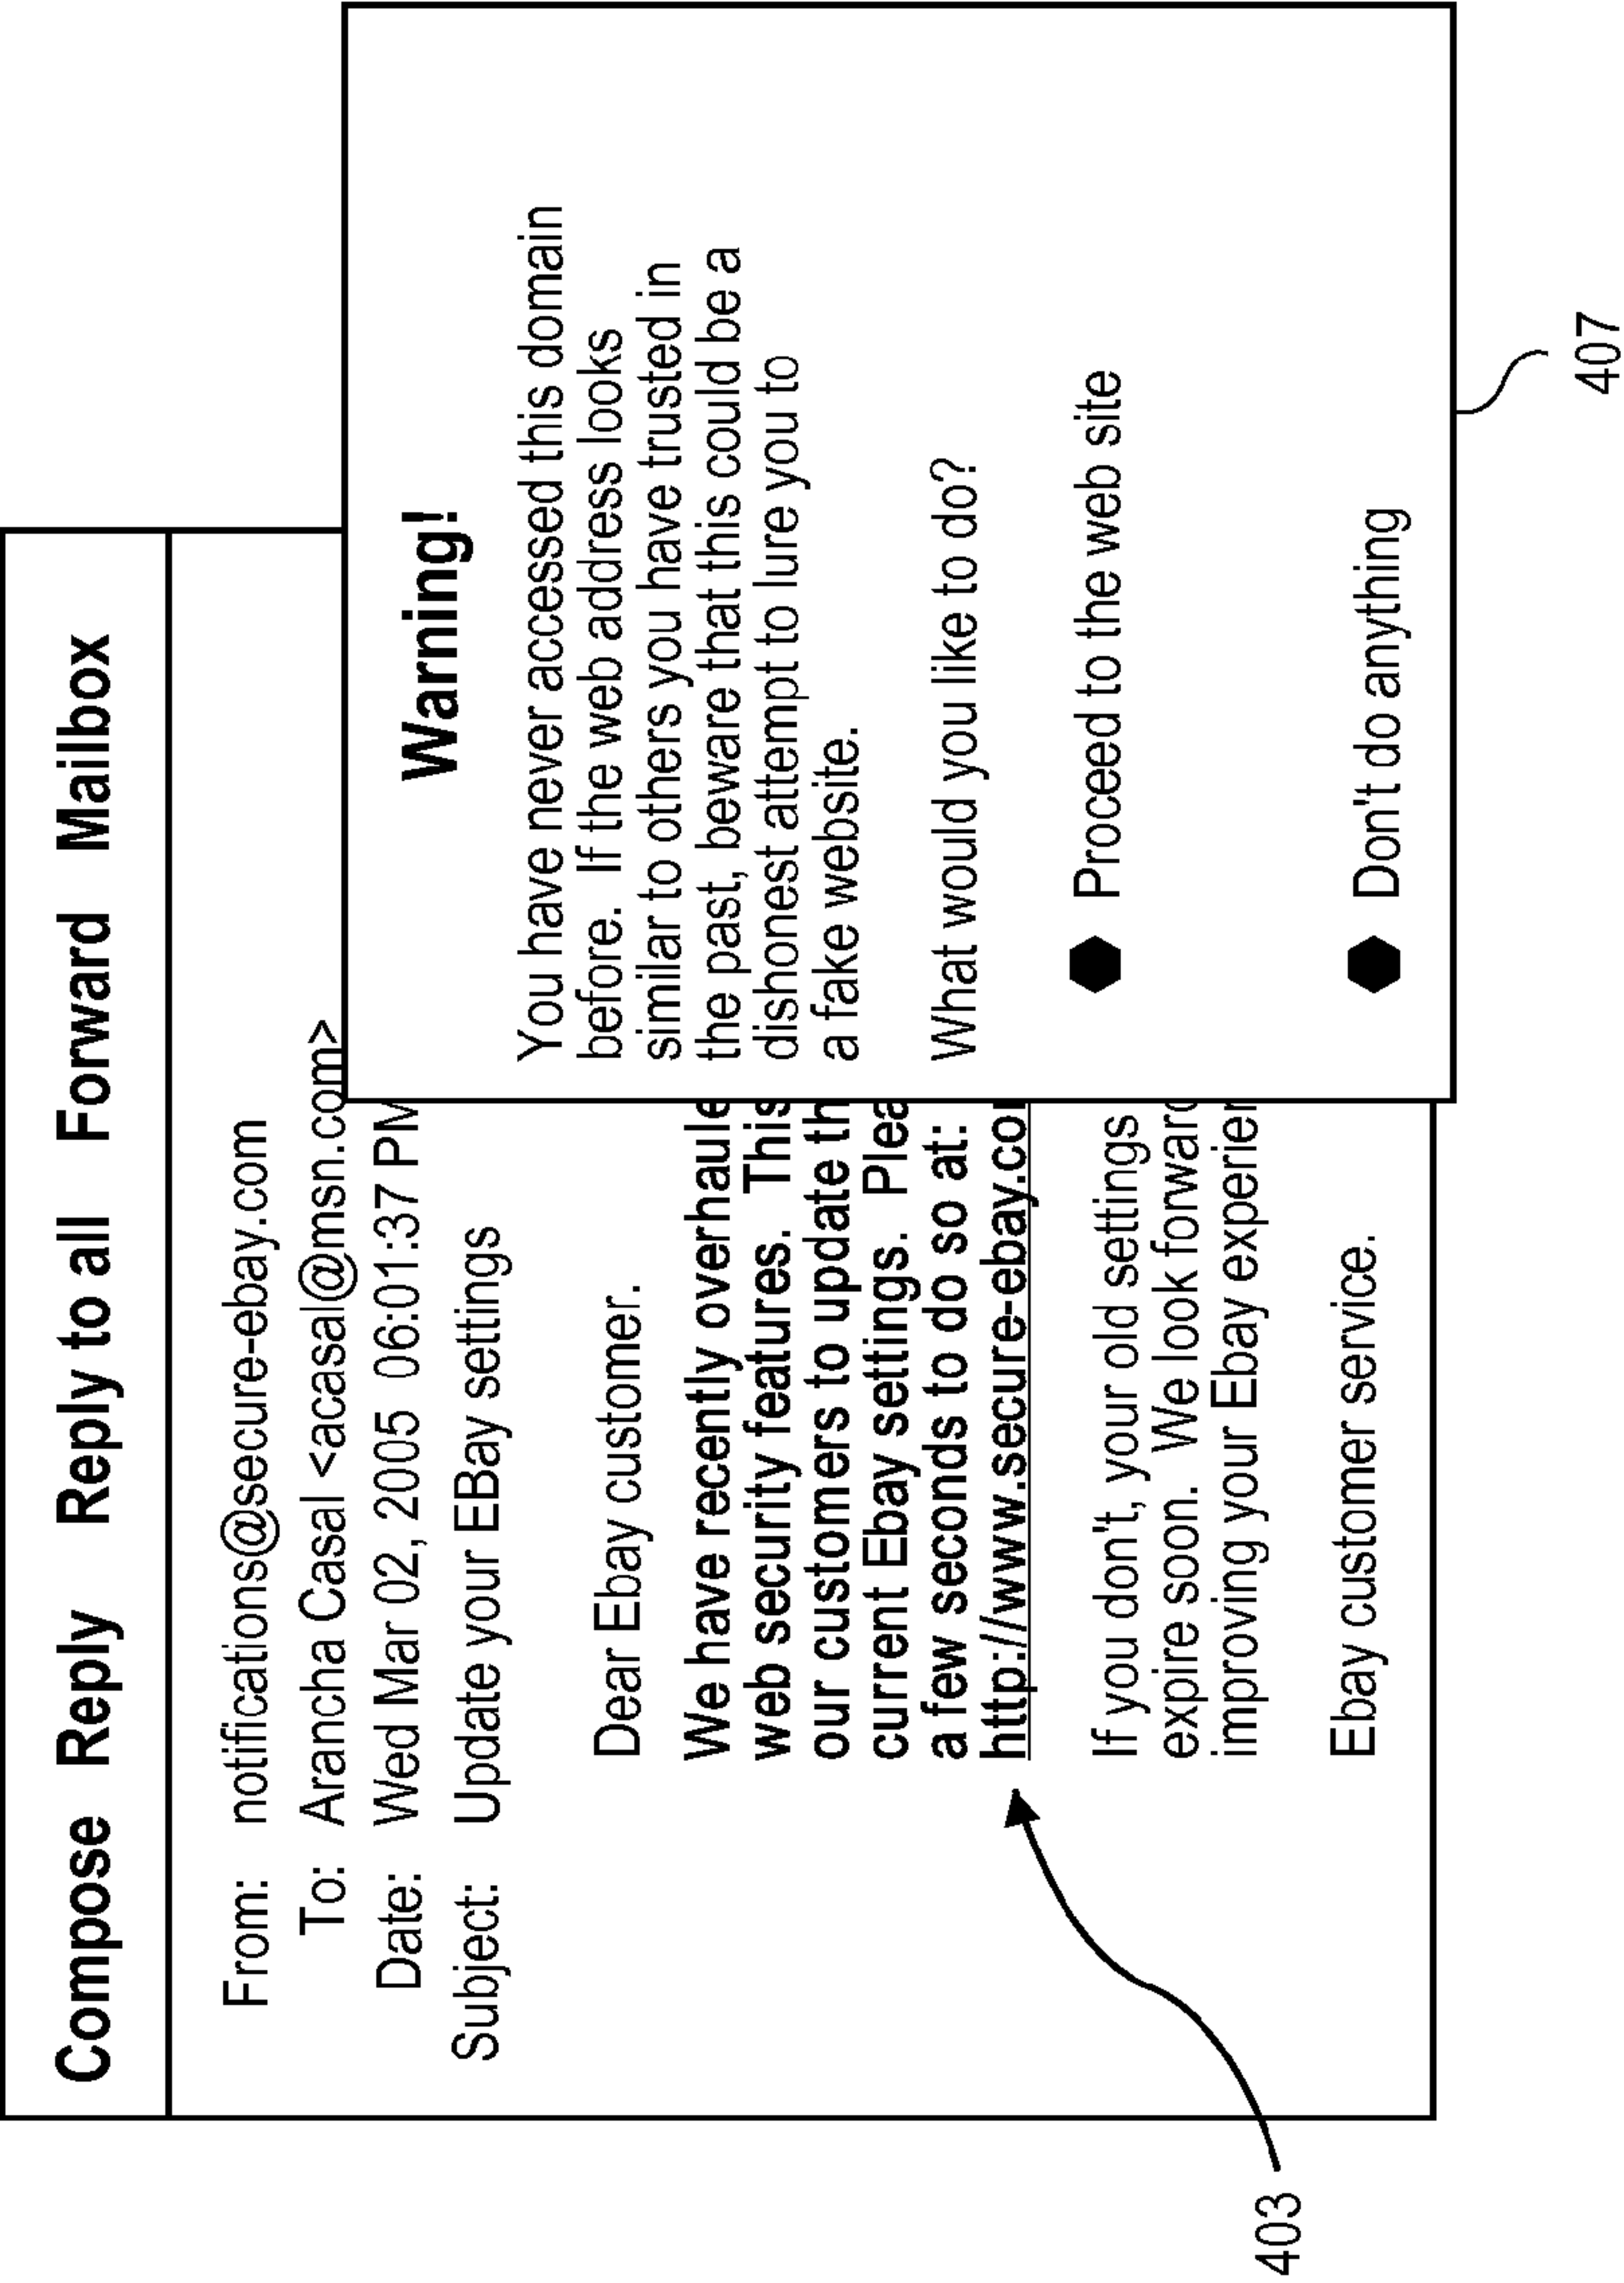 Compose Reply Reply to all Forward Mailbox
From: notifications@secure-ebay.com
To: Arancha Casal <acasal@msn.com>
Date: Wed Mar 02, 2005 06:01:37 PM
Subject: Update your EBay settings
Dear Ebay customer.
We have recently overhaule
web security features. This
our customers to update th
current Ebay settings. Plea
a few seconds to do so at:
http://www.secure-ebay.co
If you don't, your old settings
expire soon. We look forward
improving your Ebay experien
Ebay customer service.
Warning!
You have never accessed this domain
before. If the web address looks
similar to others you have trusted in
the past, beware that this could be a
dishonest attempt to lure you to
a fake website.
What would you like to do?
Proceed to the web site
Don't do anything
403
407